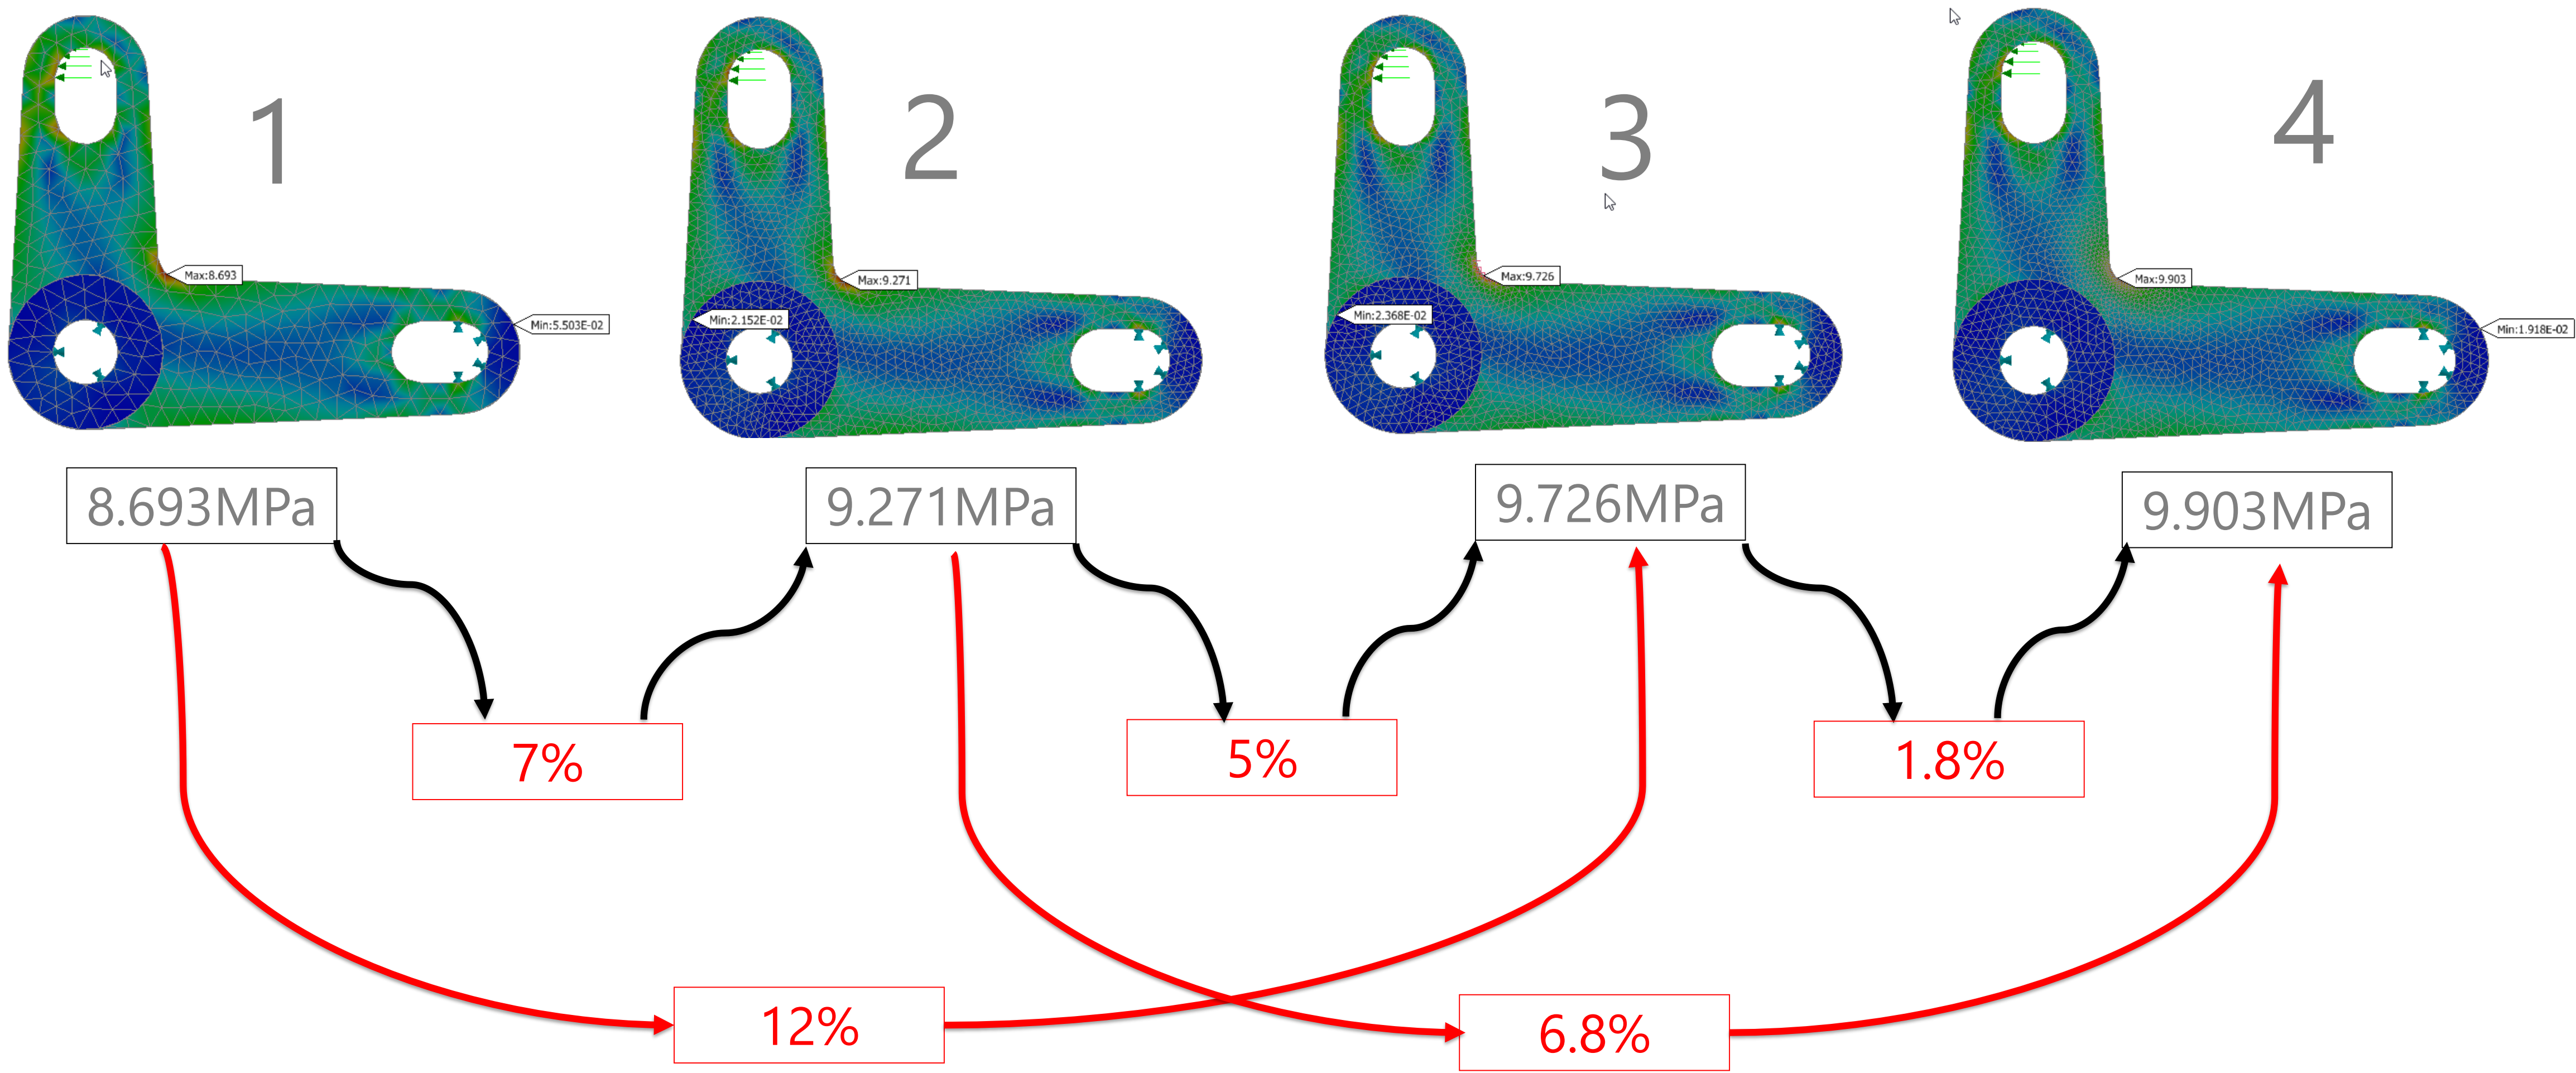 1
2
3
4
Max:8.693
Min:5.503E-02
Max:9.271
Min:2.152E-02
Max:9.726
Min:2.368E-02
Max:9.903
Min:1.918E-02
8.693MPa
9.271MPa
9.726MPa
9.903MPa
7%
5%
1.8%
12%
6.8%